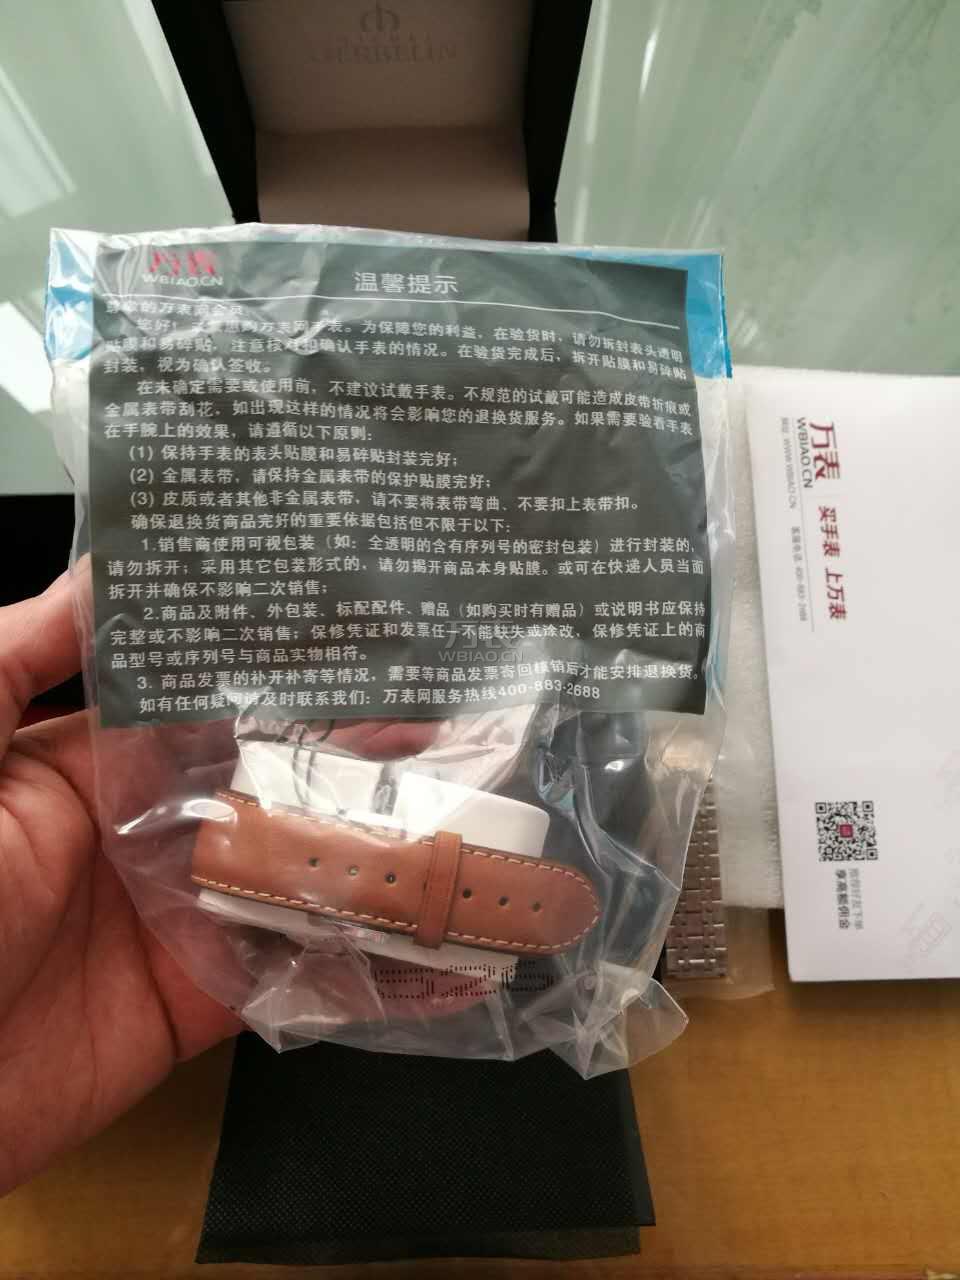 GERBELIN
万表
WBIAO.CN
温馨提示
尊敬的万表网会员：
您好！ 惠购万表网手表。为保障您的利益，在验货时，请勿拆封表头透明
贴膜和易碎贴，注意核对和确认手表的情况。在验货完成后，拆开贴膜和易碎贴
封装，视为确认签收。
在未确定需要或使用前，不建议试戴手表。不规范的试戴可能造成皮带折痕或
金属表带刮花，如出现这样的情况将会影响您的退换货服务。如果需要验看手表
在手腕上的效果，请遵循以下原则：
(1) 保持手表的表头贴膜和易碎贴封装完好；
(2) 金属表带，请保持金属表带的保护贴膜完好；
(3) 皮质或者其他非金属表带，请不要将表带弯曲、不要扣上表带扣。
确保退换货商品完好的重要依据包括但不限于以下：
1.销售商使用可视包装（如：全透明的含有序列号的密封包装）进行封装的，
请勿拆开；采用其它包装形式的，请勿揭开商品本身贴膜。或可在快递人员当面
拆开并确保不影响二次销售；
2.商品及附件、外包装、标配配件、赠品（如购买时有赠品）或说明书应保持
完整或不影响二次销售；保修凭证和发票任一不能缺失或涂改，保修凭证上的商
品型号或序列号与商品实物相符。
3. 商品发票的补开补寄等情况，需要等商品发票寄回核销后才能安排退换货。
如有任何疑问请及时联系我们：万表网服务热线400-883-2688
万表
WBIAO.CN
万表
WBIAO.CN
买手表 上万表
网址: WWW.WBIAO.CN 客服电话: 400-883-2688
推荐好友下单
享高额佣金